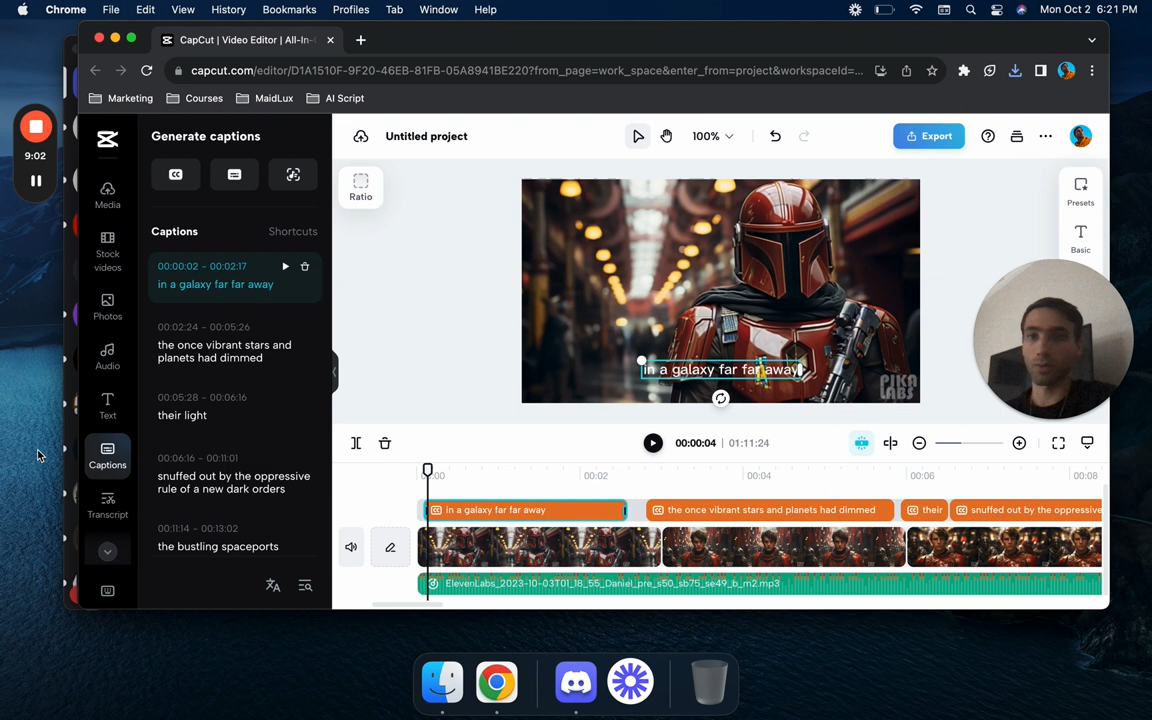 Chrome File Edit View History Bookmarks Profiles Tab Window Help Mon Oct 2 6:21 PM
CapCut | Video Editor | All-In-
capcut.com/editor/D1A1510F-9F20-46EB-81FB-05A8941BE220?from_page=work_space&enter_from=project&workspaceId=...
Marketing Courses MaidLux AI Script
9:02
Media
Stock
videos
Photos
Audio
Text
Captions
Transcript
Generate captions
Captions Shortcuts
00:00:02 – 00:02:17
in a galaxy far far away
00:02:24 – 00:05:26
the once vibrant stars and
planets had dimmed
00:05:28 – 00:06:16
their light
00:06:16 – 00:11:01
snuffed out by the oppressive
rule of a new dark orders
00:11:14 – 00:13:02
the bustling spaceports
Untitled project 100% Export
Ratio
Presets
Basic
in a galaxy far far away
PIKA
LABS
00:00:04 | 01:11:24
:00 00:02 00:04 00:06 00:08
in a galaxy far far away the once vibrant stars and planets had dimmed their snuffed out by the oppressive
ElevenLabs_2023-10-03T01_18_55_Daniel_pre_s50_sb75_se49_b_m2.mp3